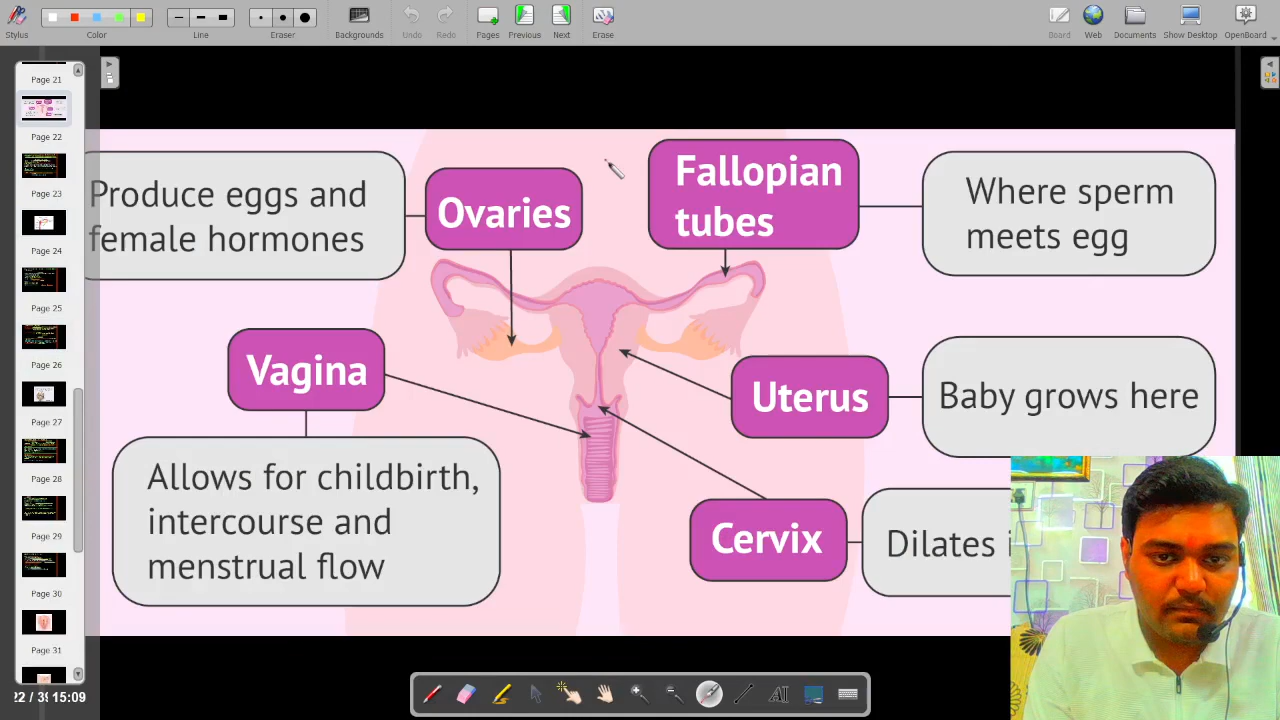 Stylus
Color
Line
Eraser
Backgrounds
Undo
Redo
Pages
Previous
Next
Erase
Board
Web
Documents
Show Desktop
OpenBoard
Page 21
Page 22
Page 23
Page 24
Page 25
Page 26
Page 27
Page 28
Page 29
Page 30
Page 31
15:09
Produce eggs and
female hormones
Ovaries
Fallopian
tubes
Where sperm
meets egg
Vagina
Allows for childbirth,
intercourse and
menstrual flow
Uterus
Baby grows here
Cervix
Dilates
AI